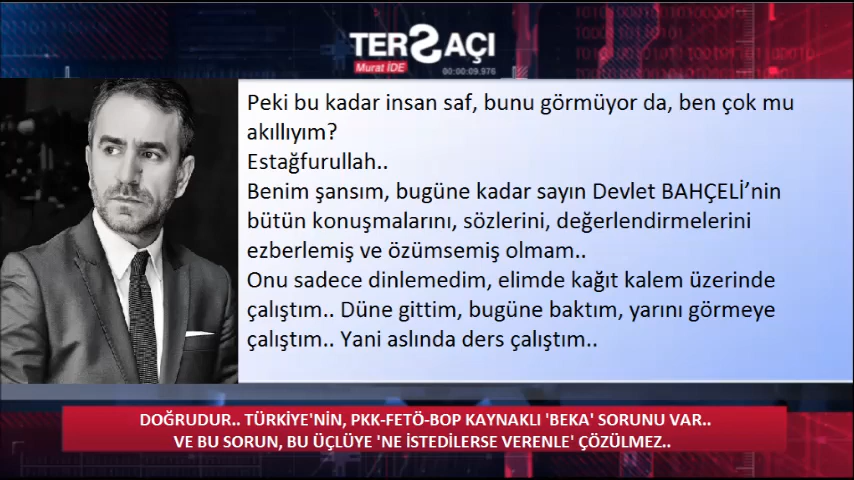 TERSAÇI
Murat İDE
00:00:09.976
Peki bu kadar insan saf, bunu görmüyor da, ben çok mu
akıllıyım?
Estağfurullah..
Benim şansım, bugüne kadar sayın Devlet BAHÇELİ’nin
bütün konuşmalarını, sözlerini, değerlendirmelerini
ezberlemiş ve özümsemiş olmam..
Onu sadece dinlemedim, elimde kağıt kalem üzerinde
çalıştım.. Düne gittim, bugüne baktım, yarını görmeye
çalıştım.. Yani aslında ders çalıştım..
DOĞRUDUR.. TÜRKİYE'NİN, PKK-FETÖ-BOP KAYNAKLI 'BEKA' SORUNU VAR..
VE BU SORUN, BU ÜÇLÜYE 'NE İSTEDİLERSE VERENLE' ÇÖZÜLMEZ..